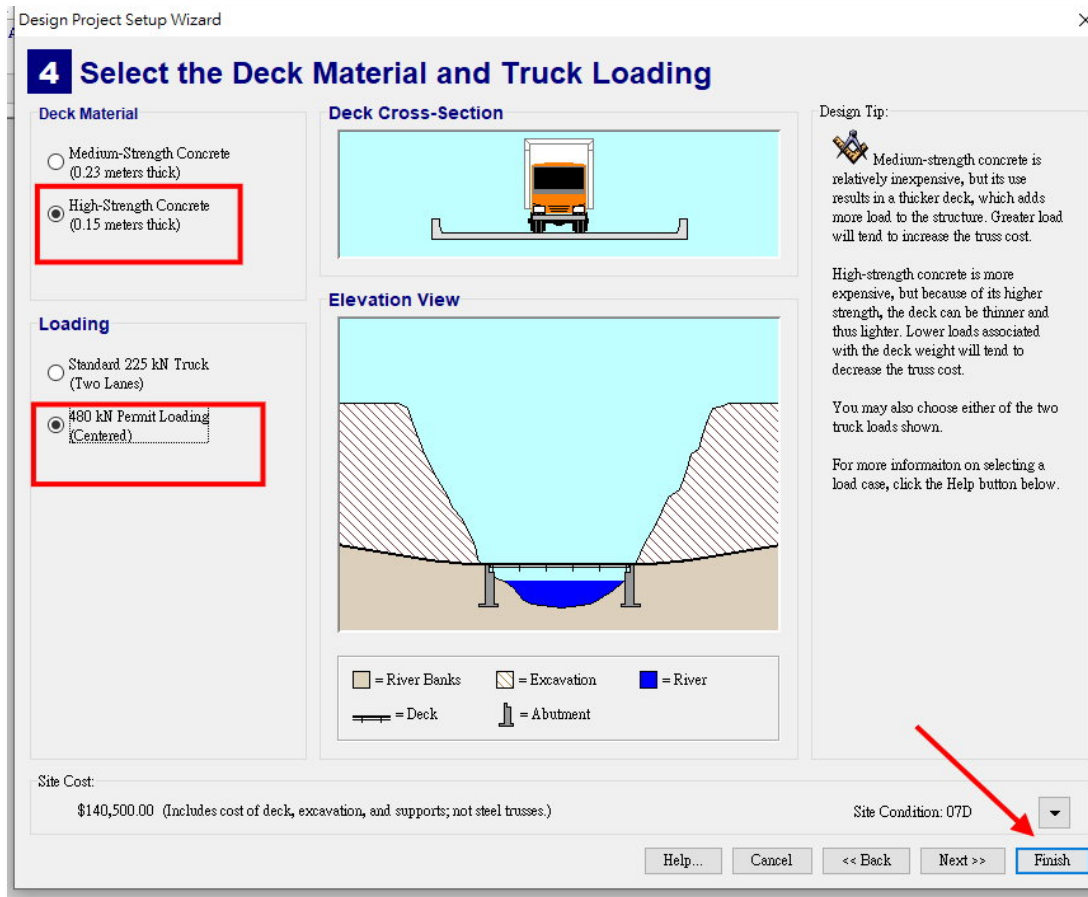 Design Project Setup Wizard
4 Select the Deck Material and Truck Loading
Deck Material
Medium-Strength Concrete
(0.23 meters thick)
High-Strength Concrete
(0.15 meters thick)
Loading
Standard 225 kN Truck
(Two Lanes)
480 kN Permit Loading
(Centered)
Deck Cross-Section
Elevation View
= River Banks
= Excavation
= River
= Deck
= Abutment
Design Tip:
Medium-strength concrete is
relatively inexpensive, but its use
results in a thicker deck, which adds
more load to the structure. Greater load
will tend to increase the truss cost.
High-strength concrete is more
expensive, but because of its higher
strength, the deck can be thinner and
thus lighter. Lower loads associated
with the deck weight will tend to
decrease the truss cost.
You may also choose either of the two
truck loads shown.
For more informaiton on selecting a
load case, click the Help button below.
Site Cost:
$140,500.00 (Includes cost of deck, excavation, and supports; not steel trusses.)
Site Condition: 07D
Help...
Cancel
<< Back
Next >>
Finish